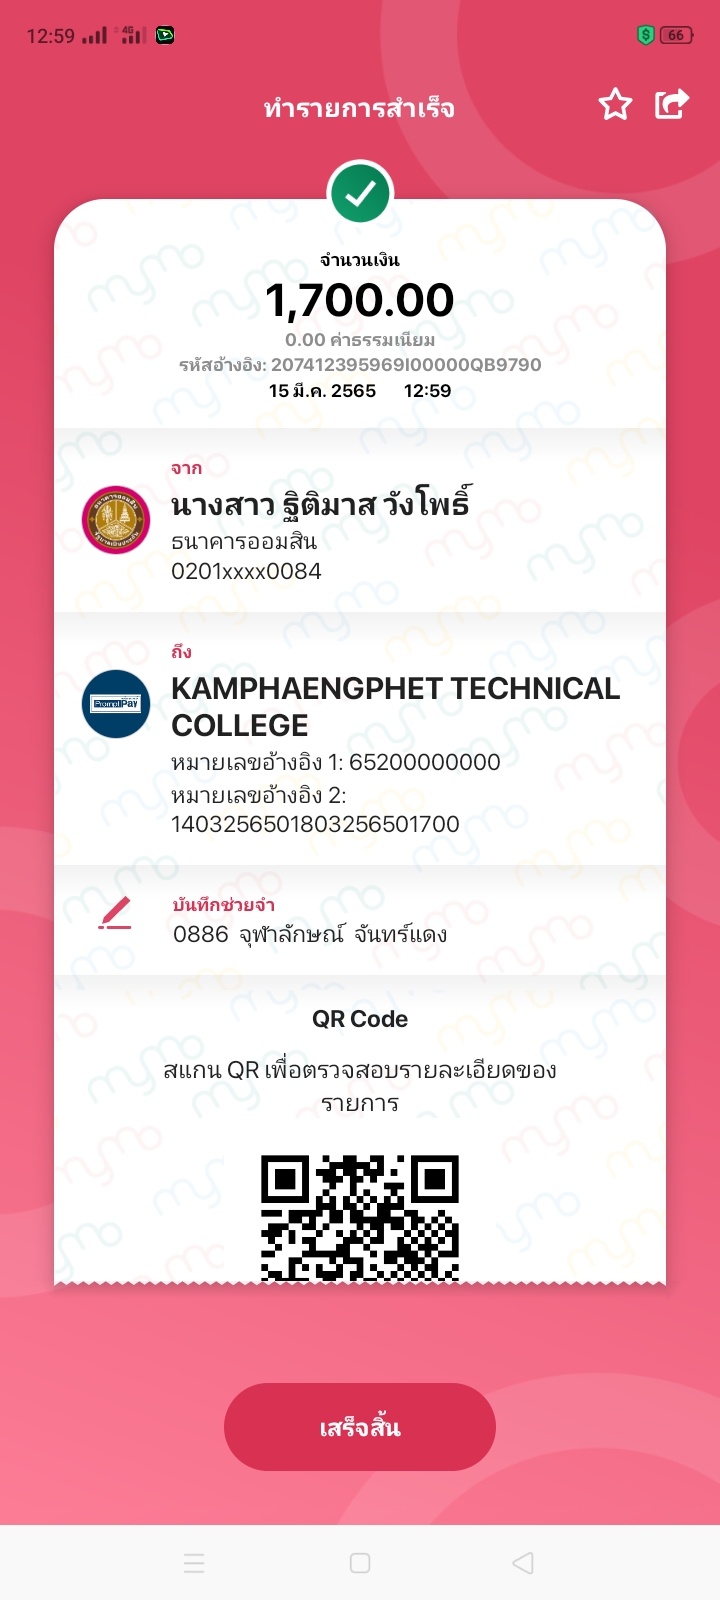 12:59
4G
66
ทำรายการสำเร็จ
จำนวนเงิน
1,700.00
0.00 ค่าธรรมเนียม
รหัสอ้างอิง: 207412395969I00000QB9790
15 มี.ค. 2565 12:59
จาก
นางสาว ฐิติมาส วังโพธิ์
ธนาคารออมสิน
0201xxxx0084
ถึง
PromptPay
KAMPHAENGPHET TECHNICAL
COLLEGE
หมายเลขอ้างอิง 1: 65200000000
หมายเลขอ้างอิง 2:
1403256501803256501700
บันทึกช่วยจำ
0886 จุฬาลักษณ์ จันทร์แดง
QR Code
สแกน QR เพื่อตรวจสอบรายละเอียดของ
รายการ
เสร็จสิ้น